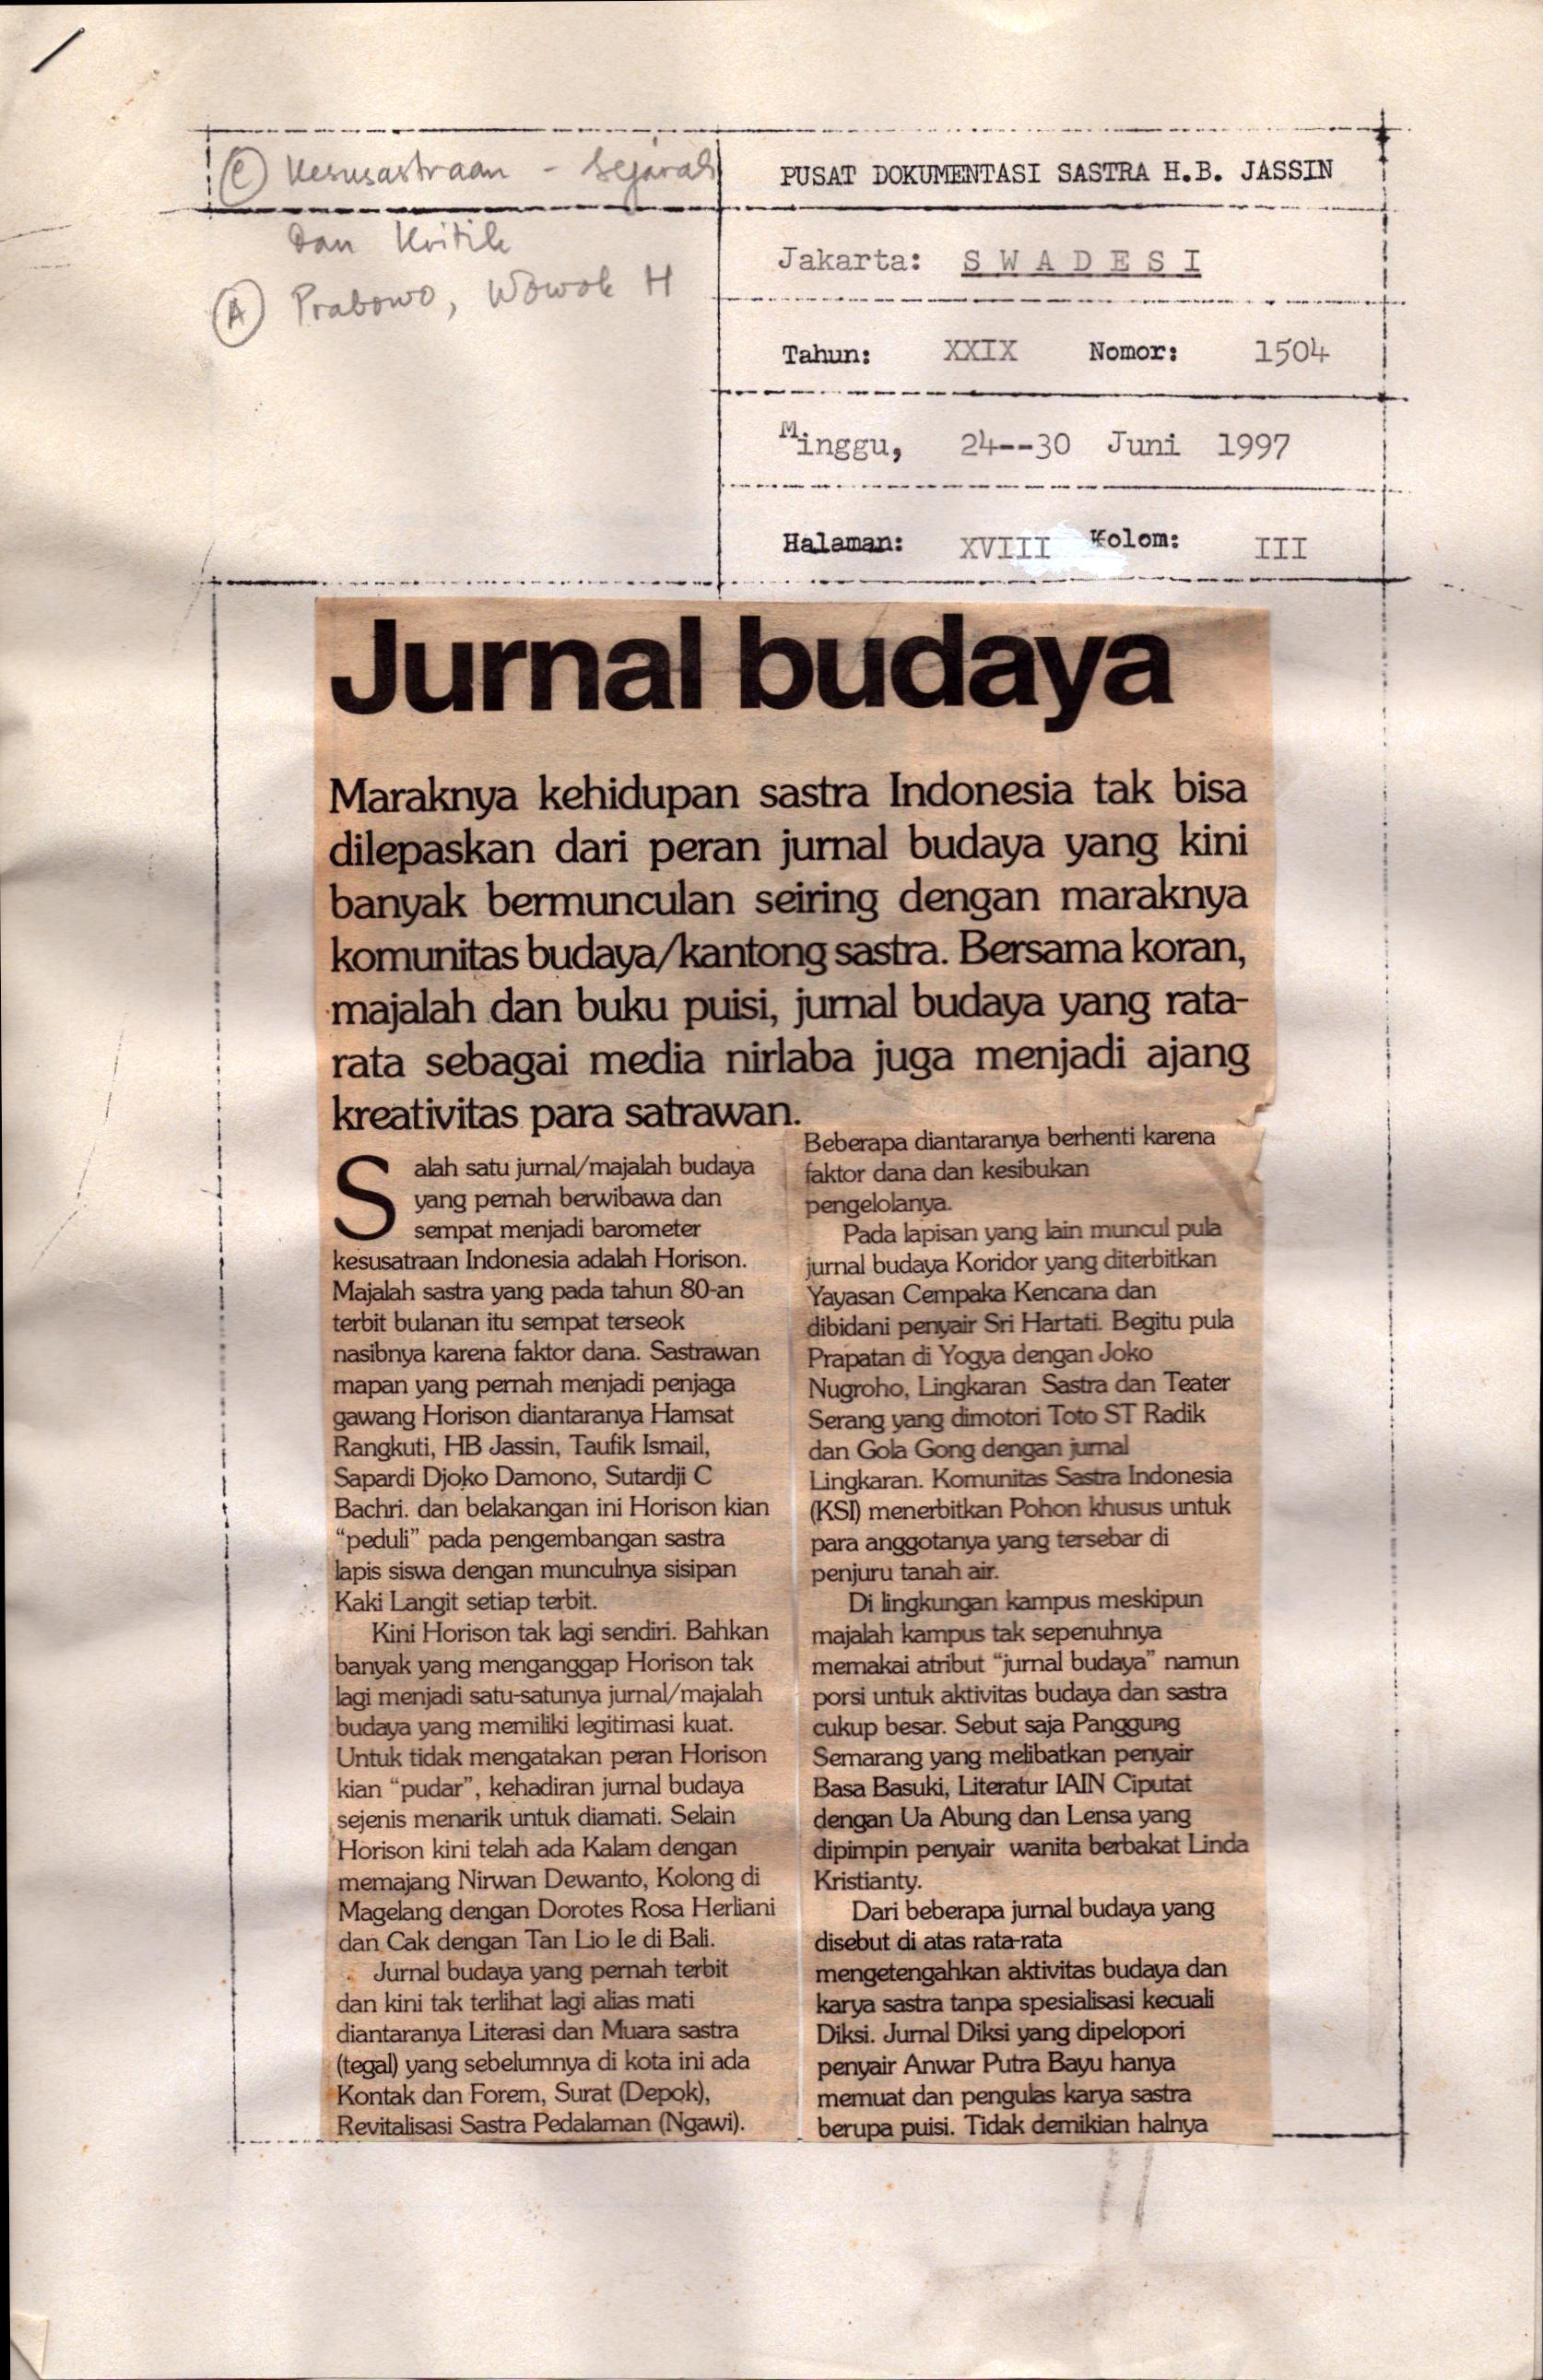 (C) Kesusastraan - Sejarah
dan Kritik
(A) Prabowo, Wowok H
PUSAT DOKUMENTASI SASTRA H.B. JASSIN
Jakarta: SWADESI
Tahun: XXIX Nomor: 1504
Minggu, 24--30 Juni 1997
Halaman: XVIII Kolom: III
Jurnal budaya
Maraknya kehidupan sastra Indonesia tak bisa
dilepaskan dari peran jurnal budaya yang kini
banyak bermunculan seiring dengan maraknya
komunitas budaya/kantong sastra. Bersama koran,
majalah dan buku puisi, jurnal budaya yang rata-
rata sebagai media nirlaba juga menjadi ajang
kreativitas para satrawan.
Salah satu jurnal/majalah budaya
yang pernah berwibawa dan
sempat menjadi barometer
kesusatraan Indonesia adalah Horison.
Majalah sastra yang pada tahun 80-an
terbit bulanan itu sempat terseok
nasibnya karena faktor dana. Sastrawan
mapan yang pernah menjadi penjaga
gawang Horison diantaranya Hamsat
Rangkuti, HB Jassin, Taufik Ismail,
Sapardi Djoko Damono, Sutardji C
Bachri. dan belakangan ini Horison kian
“peduli” pada pengembangan sastra
lapis siswa dengan munculnya sisipan
Kaki Langit setiap terbit.
Kini Horison tak lagi sendiri. Bahkan
banyak yang menganggap Horison tak
lagi menjadi satu-satunya jurnal/majalah
budaya yang memiliki legitimasi kuat.
Untuk tidak mengatakan peran Horison
kian “pudar”, kehadiran jurnal budaya
sejenis menarik untuk diamati. Selain
Horison kini telah ada Kalam dengan
memajang Nirwan Dewanto, Kolong di
Magelang dengan Dorotes Rosa Herliani
dan Cak dengan Tan Lio Ie di Bali.
Jurnal budaya yang pernah terbit
dan kini tak terlihat lagi alias mati
diantaranya Literasi dan Muara sastra
(tegal) yang sebelumnya di kota ini ada
Kontak dan Forem, Surat (Depok),
Revitalisasi Sastra Pedalaman (Ngawi).
Beberapa diantaranya berhenti karena
faktor dana dan kesibukan
pengelolanya.
Pada lapisan yang lain muncul pula
jurnal budaya Koridor yang diterbitkan
Yayasan Cempaka Kencana dan
dibidani penyair Sri Hartati. Begitu pula
Prapatan di Yogya dengan Joko
Nugroho, Lingkaran Sastra dan Teater
Serang yang dimotori Toto ST Radik
dan Gola Gong dengan jurnal
Lingkaran. Komunitas Sastra Indonesia
(KSI) menerbitkan Pohon khusus untuk
para anggotanya yang tersebar di
penjuru tanah air.
Di lingkungan kampus meskipun
majalah kampus tak sepenuhnya
memakai atribut “jurnal budaya” namun
porsi untuk aktivitas budaya dan sastra
cukup besar. Sebut saja Panggung
Semarang yang melibatkan penyair
Basa Basuki, Literatur IAIN Ciputat
dengan Ua Abung dan Lensa yang
dipimpin penyair wanita berbakat Linda
Kristianty.
Dari beberapa jurnal budaya yang
disebut di atas rata-rata
mengetengahkan aktivitas budaya dan
karya sastra tanpa spesialisasi kecuali
Diksi. Jurnal Diksi yang dipelopori
penyair Anwar Putra Bayu hanya
memuat dan pengulas karya sastra
berupa puisi. Tidak demikian halnya